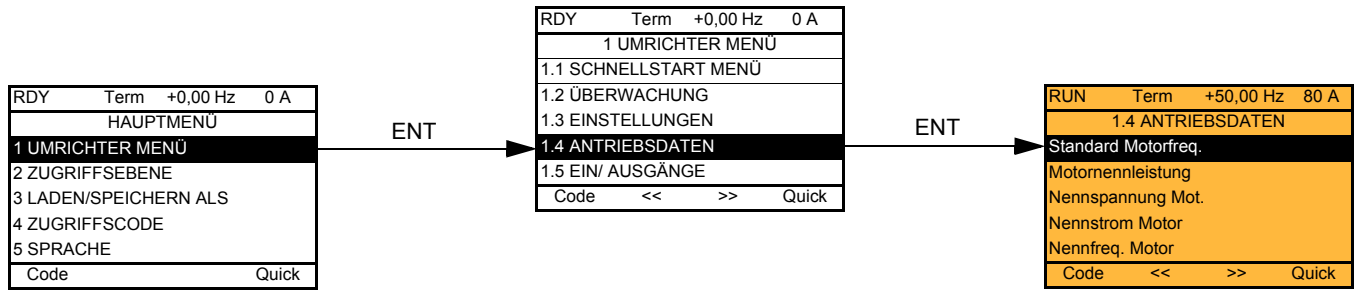 RDY Term +0,00 Hz 0 A
HAUPTMENÜ
1 UMRICHTER MENÜ
2 ZUGRIFFSEBENE
3 LADEN/SPEICHERN ALS
4 ZUGRIFFSCODE
5 SPRACHE
Code Quick
ENT
RDY Term +0,00 Hz 0 A
1 UMRICHTER MENÜ
1.1 SCHNELLSTART MENÜ
1.2 ÜBERWACHUNG
1.3 EINSTELLUNGEN
1.4 ANTRIEBSDATEN
1.5 EIN/ AUSGÄNGE
Code << >> Quick
ENT
RUN Term +50,00 Hz 80 A
1.4 ANTRIEBSDATEN
Standard Motorfreq.
Motornennleistung
Nennspannung Mot.
Nennstrom Motor
Nennfreq. Motor
Code << >> Quick